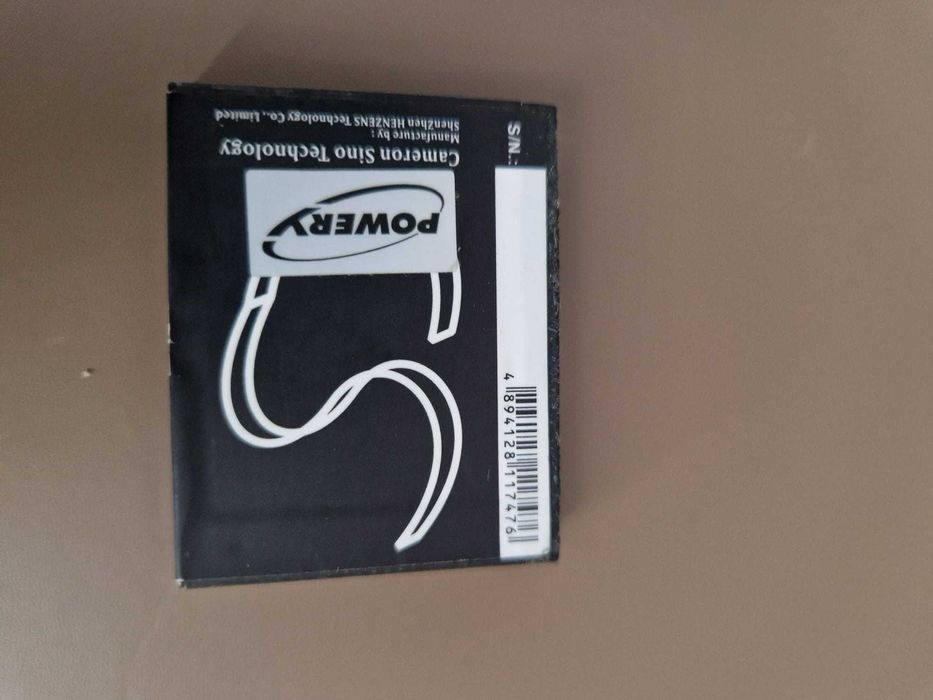 POWERY
Cameron Sino Technology
Manufacture by :
ShenZhen HENZENS Technology Co., Limited
S/N.:
4 894128 117476